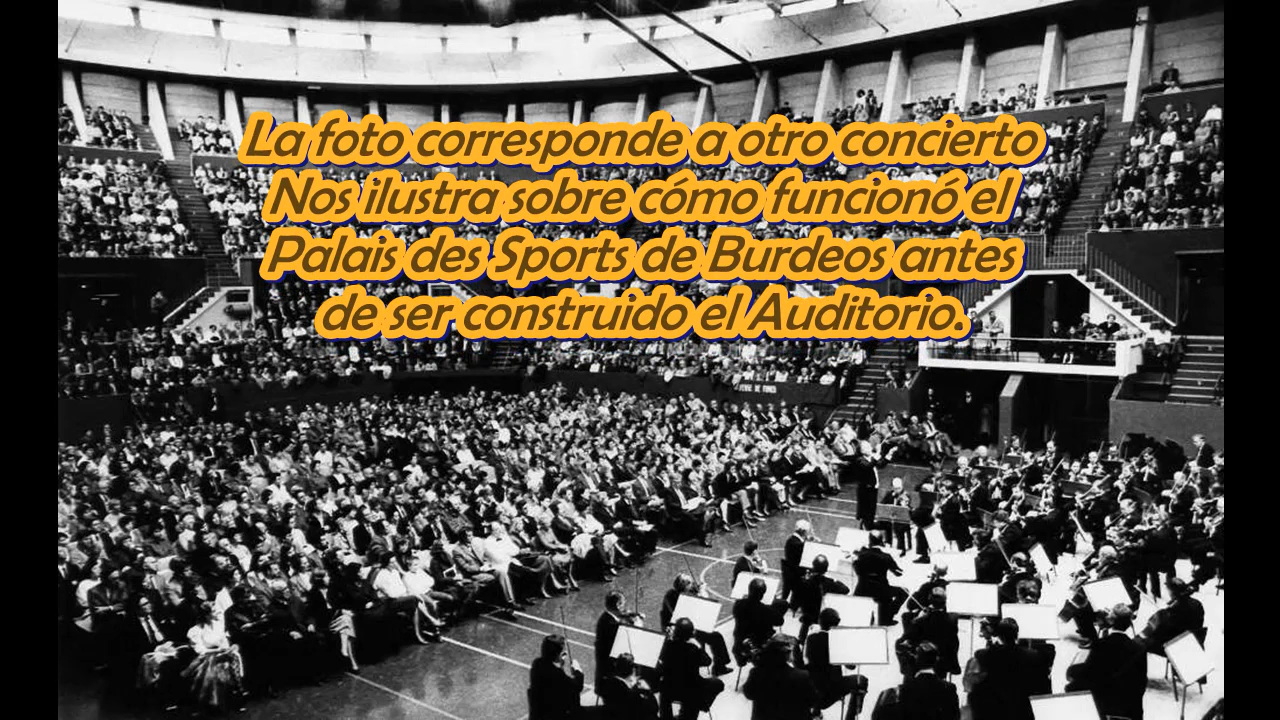 La foto corresponde a otro concierto
Nos ilustra sobre cómo funcionó el
Palais des Sports de Burdeos antes
de ser construido el Auditorio.